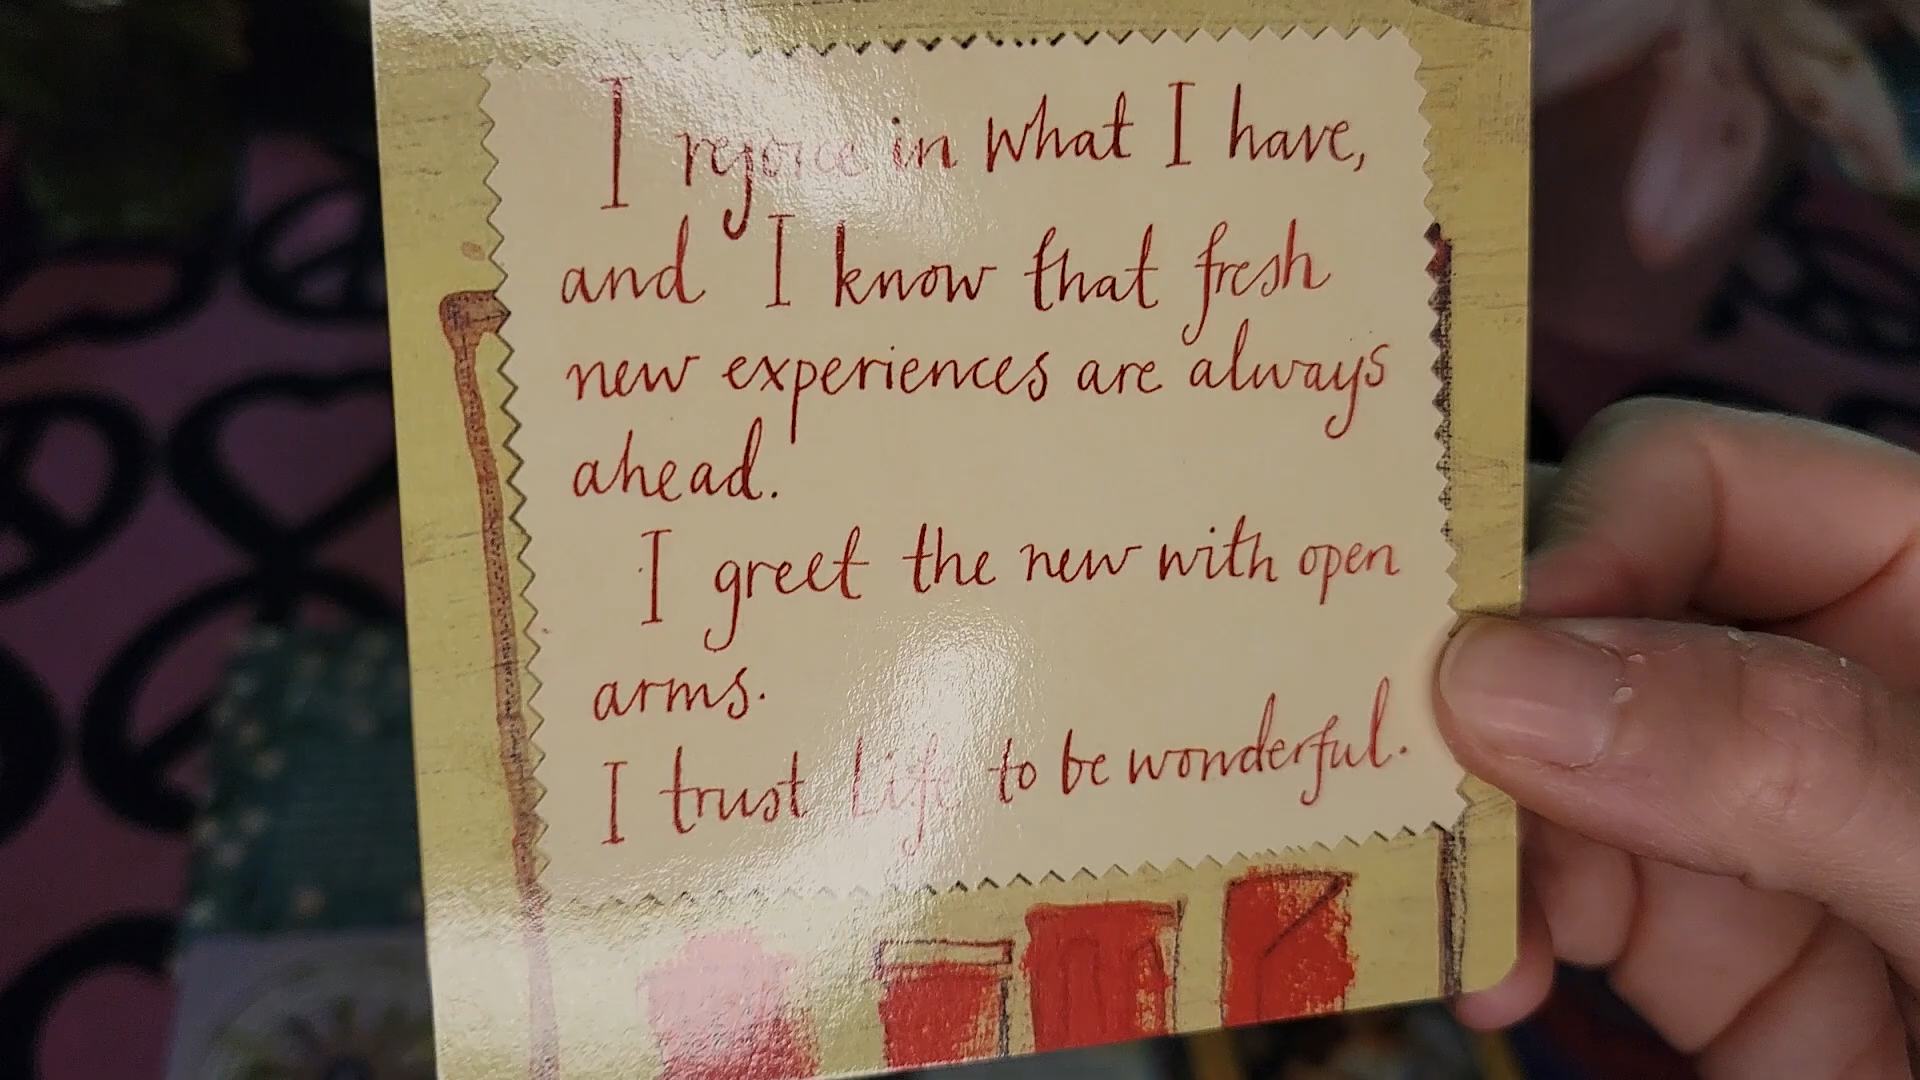 I rejoice in what I have,
and I know that fresh
new experiences are always
ahead.
I greet the new with open
arms.
I trust Life to be wonderful.